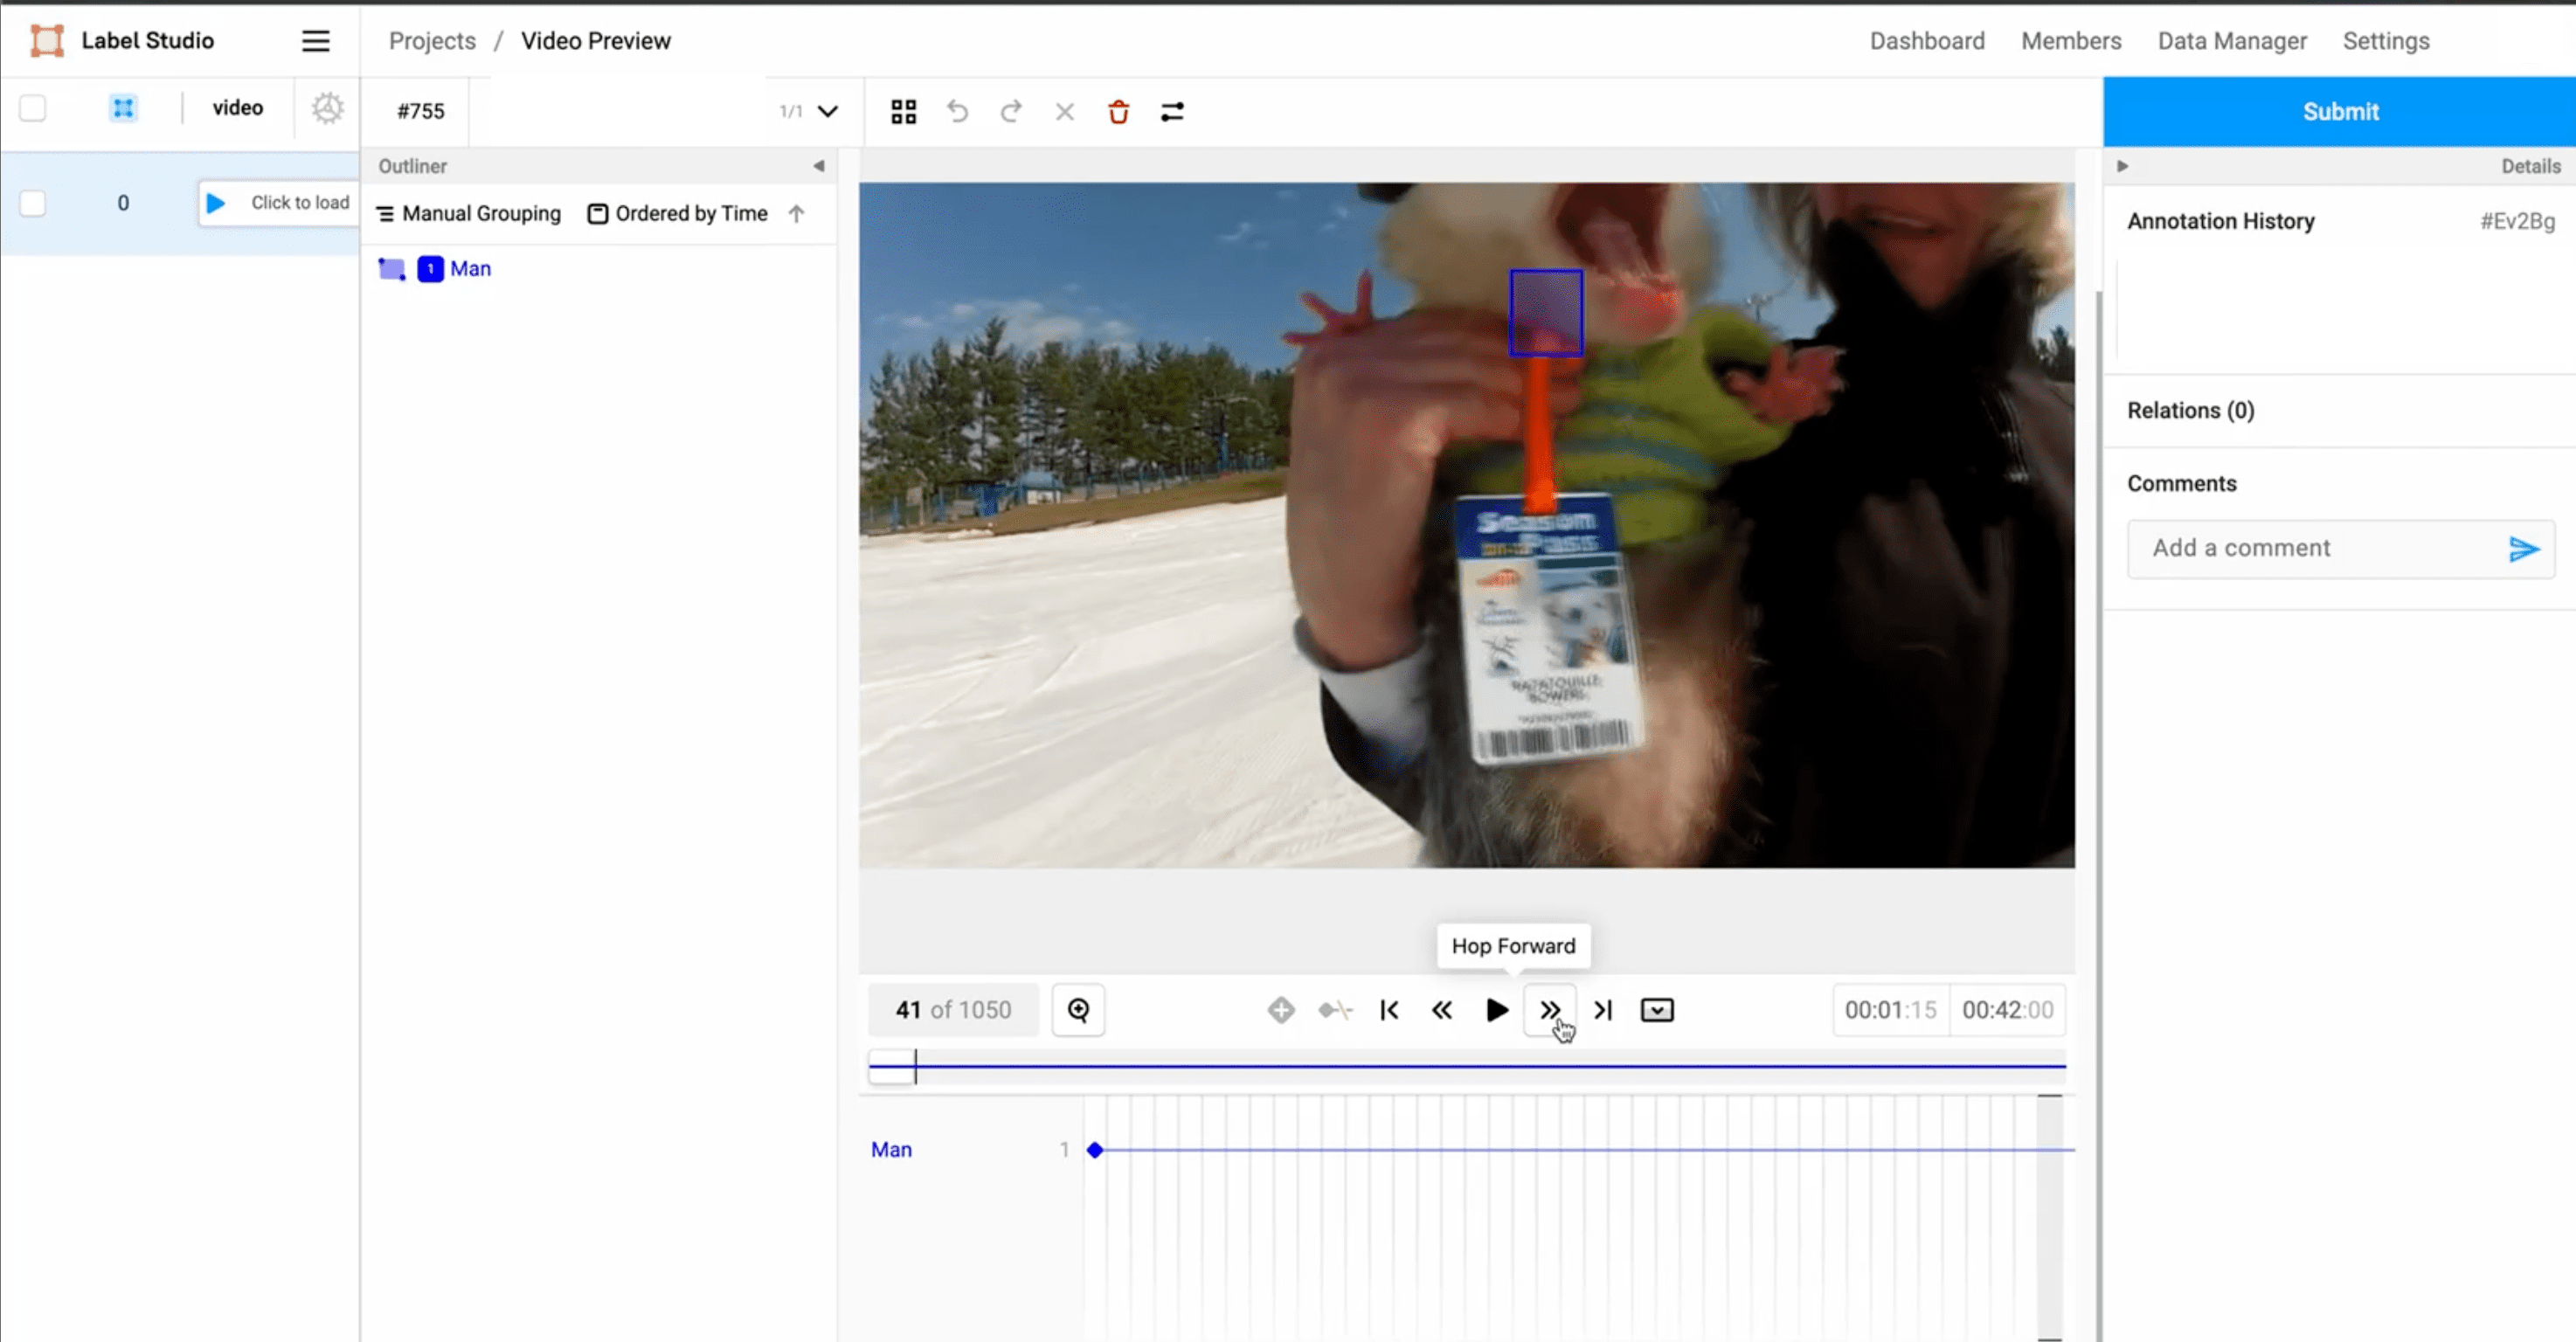 Label Studio
Projects / Video Preview
Dashboard Members Data Manager Settings
video
#755
1/1
Submit
Outliner
Details
0 Click to load
Manual Grouping Ordered by Time
Annotation History #Ev2Bg
1 Man
Relations (0)
Comments
Add a comment
Season
Pass
RATATOUILLE
BOWERS
Hop Forward
41 of 1050
00:01:15 00:42:00
Man 1